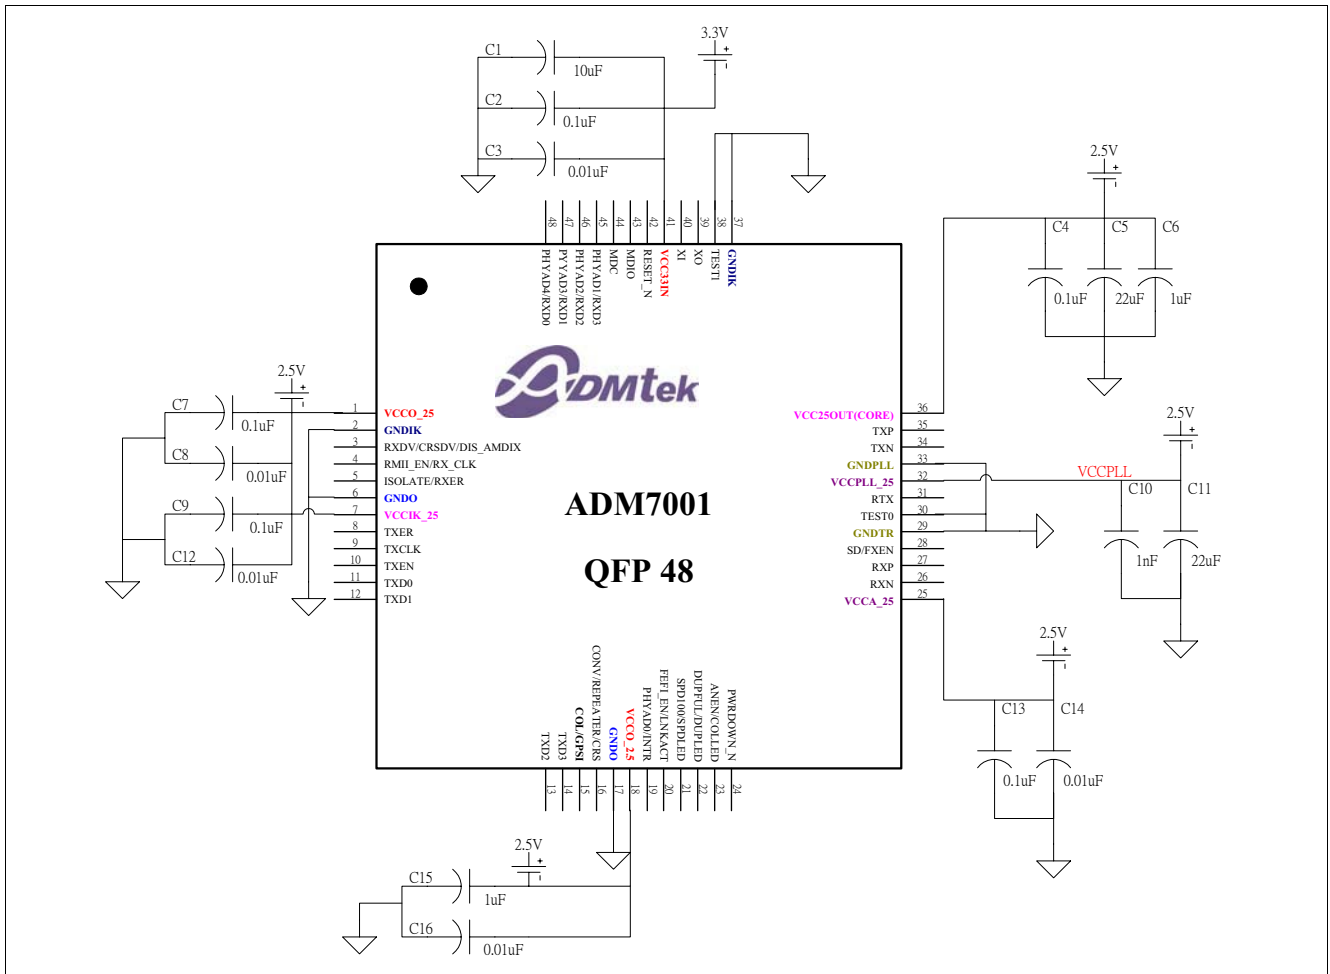 C1
10uF
3.3V
+
-
C2
0.1uF
C3
0.01uF
2.5V
+
-
C4
C5
C6
0.1uF
22uF
1uF
48
47
46
45
44
43
42
41
40
39
38
37
PHYAD4/RXD0
PYYAD3/RXD1
PHYAD2/RXD2
PHYAD1/RXD3
MDC
MDIO
RESET_N
VCC33IN
XI
XO
TEST1
GNDIK
ADMtek
ADM7001
QFP 48
2.5V
+
-
C7
0.1uF
C8
0.01uF
C9
0.1uF
C12
0.01uF
1 VCCO_25
2 GNDIK
3 RXDV/CRSDV/DIS_AMDIX
4 RMII_EN/RX_CLK
5 ISOLATE/RXER
6 GNDO
7 VCCIK_25
8 TXER
9 TXCLK
10 TXEN
11 TXD0
12 TXD1
VCC25OUT(CORE) 36
TXP 35
TXN 34
GNDPLL 33
VCCPLL_25 32
RTX 31
TEST0 30
GNDTR 29
SD/FXEN 28
RXP 27
RXN 26
VCCA_25 25
2.5V
+
-
VCCPLL
C10
C11
1nF
22uF
2.5V
+
-
C13
C14
0.1uF
0.01uF
TXD2
TXD3
COL/GPSI
CONV/REPEATER/CRS
GNDO
VCCO_2.5
PHYAD0/INTR
FEFI_EN/LNKACT
SPD100/SPDLED
DUPFUL/DUPLED
ANEN/COLLED
PWRDOWN_N
13
14
15
16
17
18
19
20
21
22
23
24
2.5V
+
-
C15
1uF
C16
0.01uF